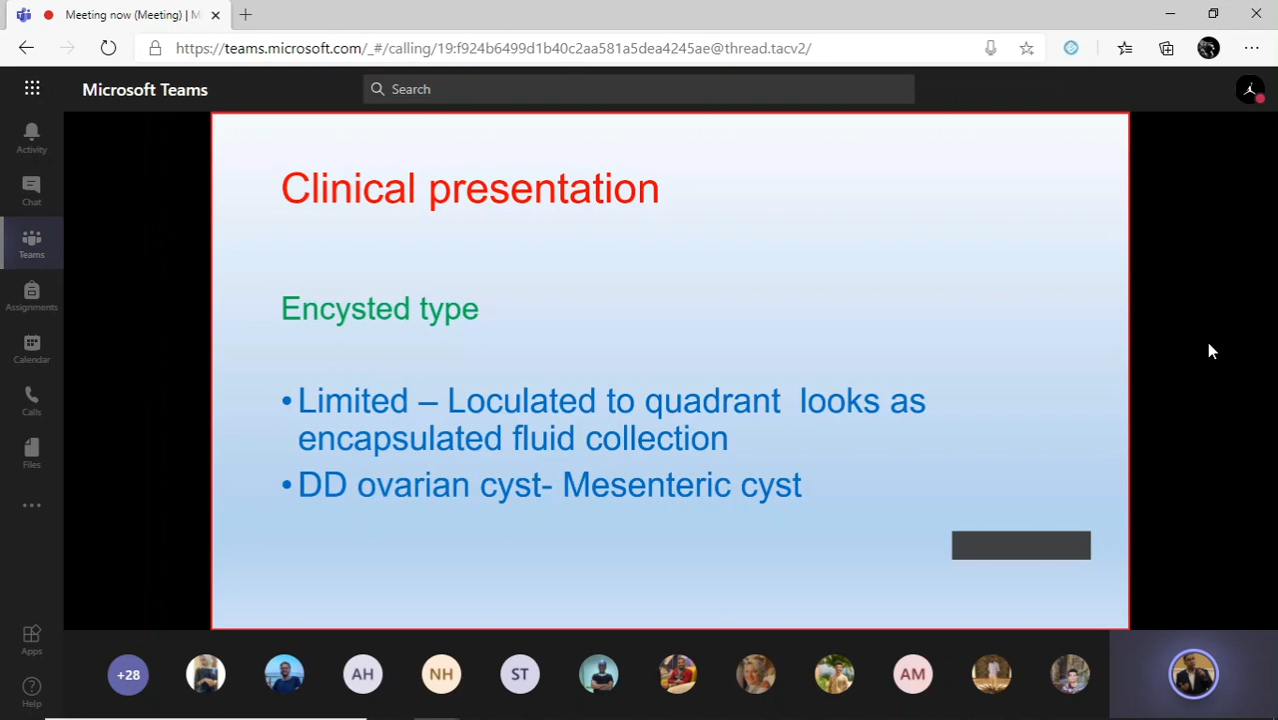 Meeting now (Meeting) | M
https://teams.microsoft.com/_#/calling/19:f924b6499d1b40c2aa581a5dea4245ae@thread.tacv2/
Microsoft Teams
Search
Activity
Chat
Teams
Assignments
Calendar
Calls
Files
Apps
Help
Clinical presentation
Encysted type
•Limited – Loculated to quadrant looks as
encapsulated fluid collection
•DD ovarian cyst- Mesenteric cyst
+28
AH
NH
ST
AM